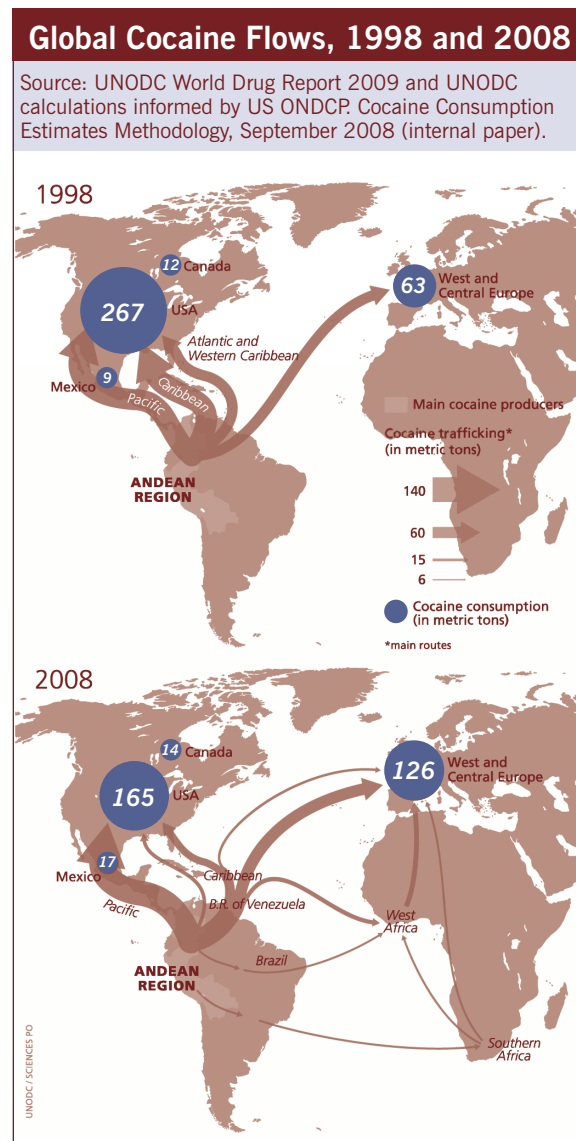 Global Cocaine Flows, 1998 and 2008
Source: UNODC World Drug Report 2009 and UNODC
calculations informed by US ONDCP. Cocaine Consumption
Estimates Methodology, September 2008 (internal paper).
1998
12 Canada
267 USA
63 West and
Central Europe
Atlantic and
Western Caribbean
Mexico 9
Caribbean
Pacific
ANDEAN
REGION
Main cocaine producers
Cocaine trafficking*
(in metric tons)
140
60
15
6
Cocaine consumption
(in metric tons)
*main routes
2008
14 Canada
165 USA
126 West and
Central Europe
Mexico 17
Caribbean
Pacific
B.R. of Venezuela
West
Africa
Brazil
ANDEAN
REGION
Southern
Africa
UNODC / SCIENCES PO